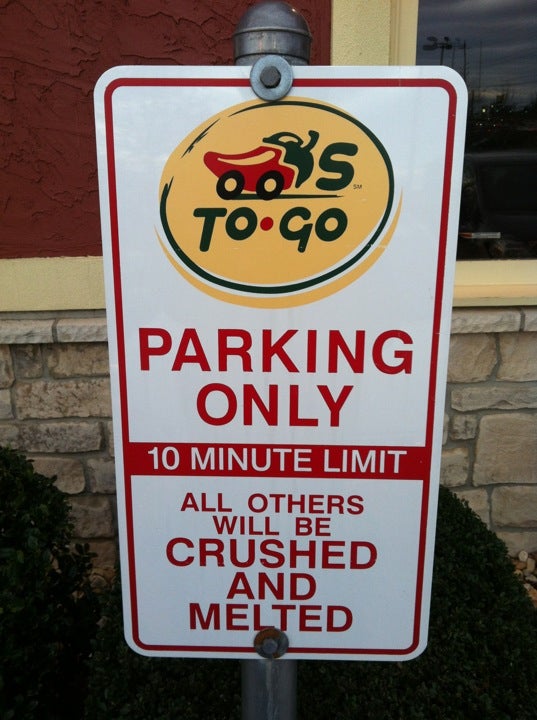 'S
SM
TO•GO
PARKING
ONLY
10 MINUTE LIMIT
ALL OTHERS
WILL BE
CRUSHED
AND
MELTED